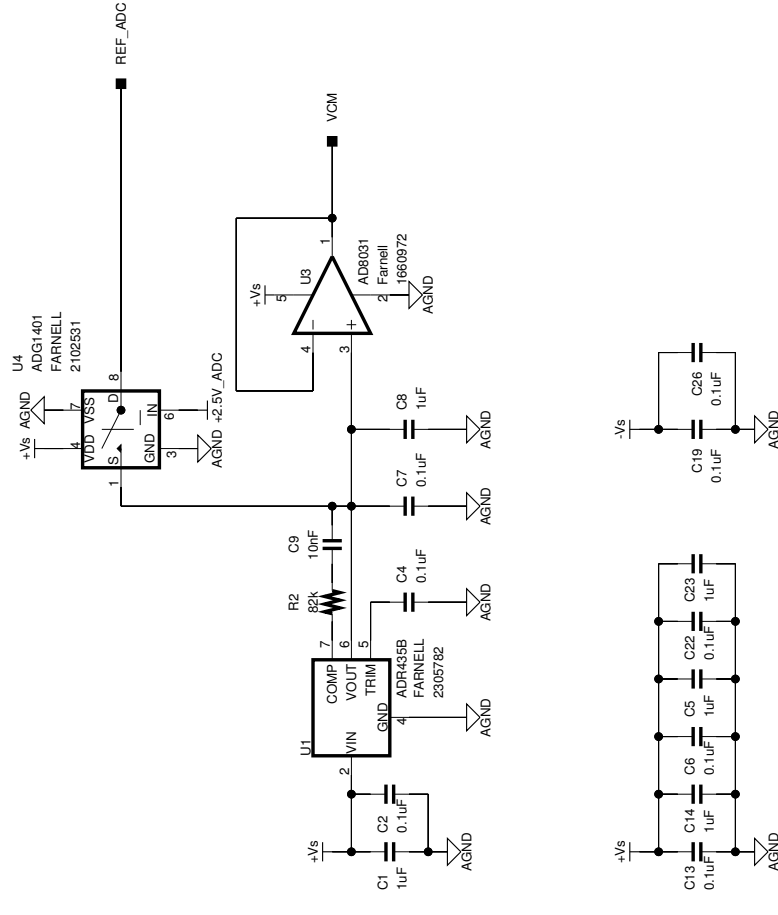 U4
ADG1401
FARNELL
2102531
+Vs
AGND
4
7
VDD
VSS
1
S
D
8
REF_ADC
GND
IN
3
6
AGND
+2.5V_ADC
+Vs
5
U3
4
1
VCM
3
2
AD8031
Farnell
1660972
AGND
U1
+Vs
2
VIN
COMP
7
VOUT
6
TRIM
5
GND
4
ADR435B
FARNELL
2305782
R2
82k
C9
10nF
C1
1uF
C2
0.1uF
AGND
AGND
C4
0.1uF
AGND
C7
0.1uF
AGND
C8
1uF
AGND
+Vs
C13
0.1uF
C14
1uF
C6
0.1uF
C5
1uF
C22
0.1uF
C23
1uF
AGND
-Vs
C19
0.1uF
C26
0.1uF
AGND